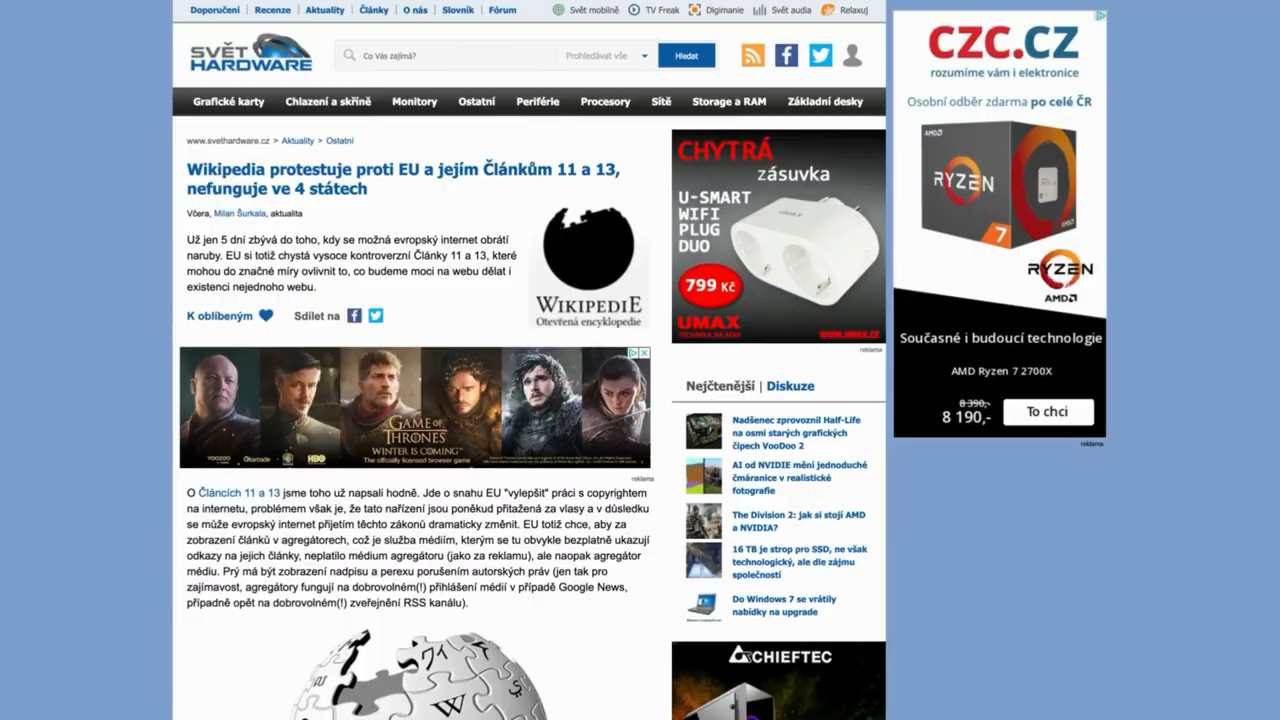 Doporučení | Recenze | Aktuality | Články | O nás | Slovník | Fórum
Svět mobilně TV Freak Digimanie Svět audia Relaxuj
SVĚT HARDWARE
Co Vás zajímá?
Prohledávat vše
Hledat
Grafické karty Chlazení a skříně Monitory Ostatní Periférie Procesory Sítě Storage a RAM Základní desky
www.svethardware.cz > Aktuality > Ostatní
Wikipedia protestuje proti EU a jejím Článkům 11 a 13,
nefunguje ve 4 státech
Včera, Milan Šurkala, aktualita
Už jen 5 dní zbývá do toho, kdy se možná evropský internet obrátí
naruby. EU si totiž chystá vysoce kontroverzní Články 11 a 13, které
mohou do značné míry ovlivnit to, co budeme moci na webu dělat i
existenci nejednoho webu.
WIKIPEDIE
Otevřená encyklopedie
K oblíbeným
Sdílet na
GAME OF
THRONES
WINTER IS COMING
The officially licensed browser game
YOOZOO
Qtarcode
HBO
reklama
O Článcích 11 a 13 jsme toho už napsali hodně. Jde o snahu EU "vylepšit" práci s copyrightem
na internetu, problémem však je, že tato nařízení jsou poněkud přitažená za vlasy a v důsledku
se může evropský internet přijetím těchto zákonů dramaticky změnit. EU totiž chce, aby za
zobrazení článků v agregátorech, což je služba médiím, kterým se tu obvykle bezplatně ukazují
odkazy na jejich články, neplatilo médium agregátoru (jako za reklamu), ale naopak agregátor
médiu. Prý má být zobrazení nadpisu a perexu porušením autorských práv (jen tak pro
zajímavost, agregátory fungují na dobrovolném(!) přihlášení médií v případě Google News,
případně opět na dobrovolném(!) zveřejnění RSS kanálu).
W
CHYTRÁ
zásuvka
U-SMART
WIFI
PLUG
DUO
799 Kč
UMAX
WWW.UMAX.CZ
reklama
Nejčtenější | Diskuze
Nadšenec zprovoznil Half-Life
na osmi starých grafických
čipech VooDoo 2
AI od NVIDIE mění jednoduché
čmáranice v realistické
fotografie
The Division 2: jak si stojí AMD
a NVIDIA?
16 TB je strop pro SSD, ne však
technologický, ale dle zájmu
společností
Do Windows 7 se vrátily
nabídky na upgrade
CHIEFTEC
CZC.CZ
rozumíme vám i elektronice
Osobní odběr zdarma po celé ČR
AMD
RYZEN
7
AMD
RYZEN
AMD
Současné i budoucí technologie
AMD Ryzen 7 2700X
8 390,-
8 190,-
To chci
reklama